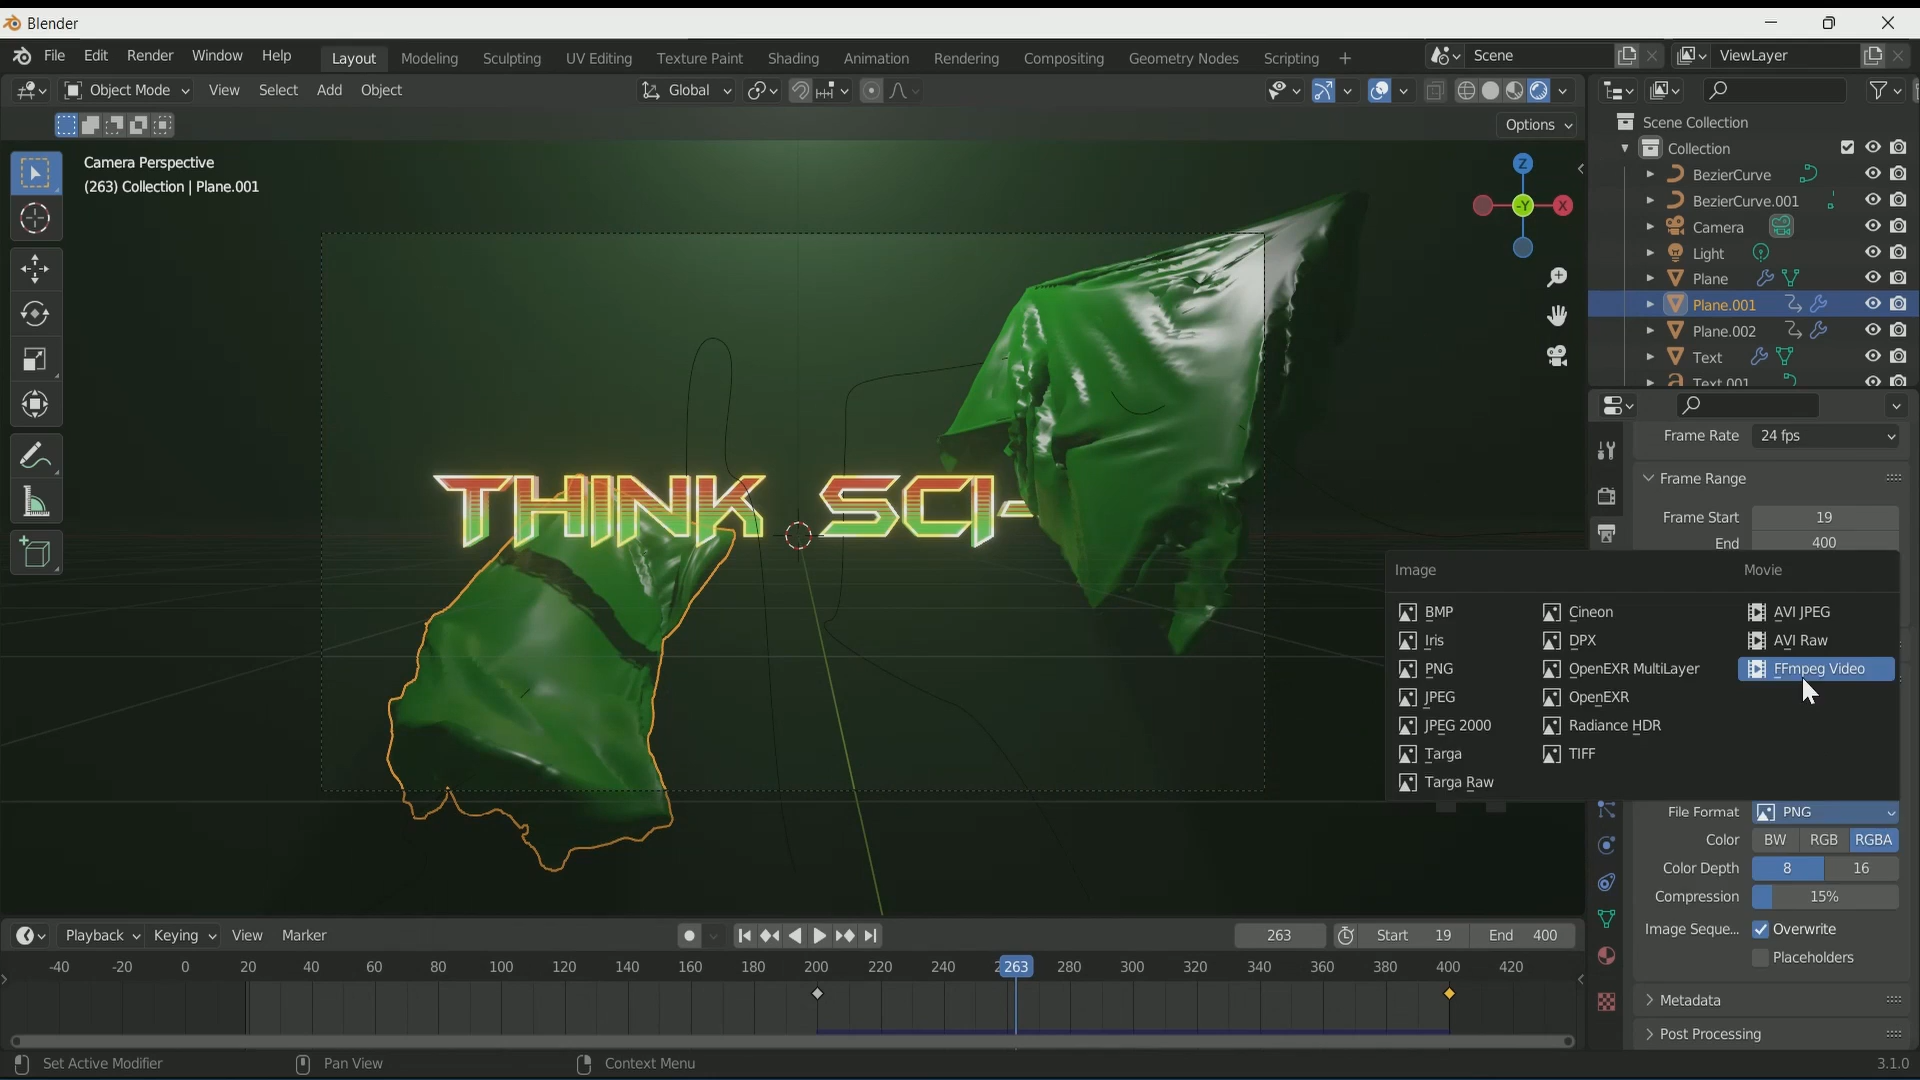 Blender
File Edit Render Window Help Layout Modeling Sculpting UV Editing Texture Paint Shading Animation Rendering Compositing Geometry Nodes Scripting + Scene ViewLayer
Object Mode View Select Add Object Global
Options
Camera Perspective
(263) Collection | Plane.001
Z
-Y X
THINK SCI-
Scene Collection
Collection
BezierCurve
BezierCurve.001
Camera
Light
Plane
Plane.001
Plane.002
Text
Text.001
Frame Rate 24 fps
Frame Range
Frame Start 19
End 400
Image Movie
BMP Cineon AVI JPEG
Iris DPX AVI Raw
PNG OpenEXR MultiLayer FFmpeg Video
JPEG OpenEXR
JPEG 2000 Radiance HDR
Targa TIFF
Targa Raw
File Format PNG
Color BW RGB RGBA
Color Depth 8 16
Compression 15%
Image Seque... Overwrite
Placeholders
Metadata
Post Processing
Playback Keying View Marker 263 Start 19 End 400
-40 -20 0 20 40 60 80 100 120 140 160 180 200 220 240 263 280 300 320 340 360 380 400 420
Set Active Modifier Pan View Context Menu 3.1.0